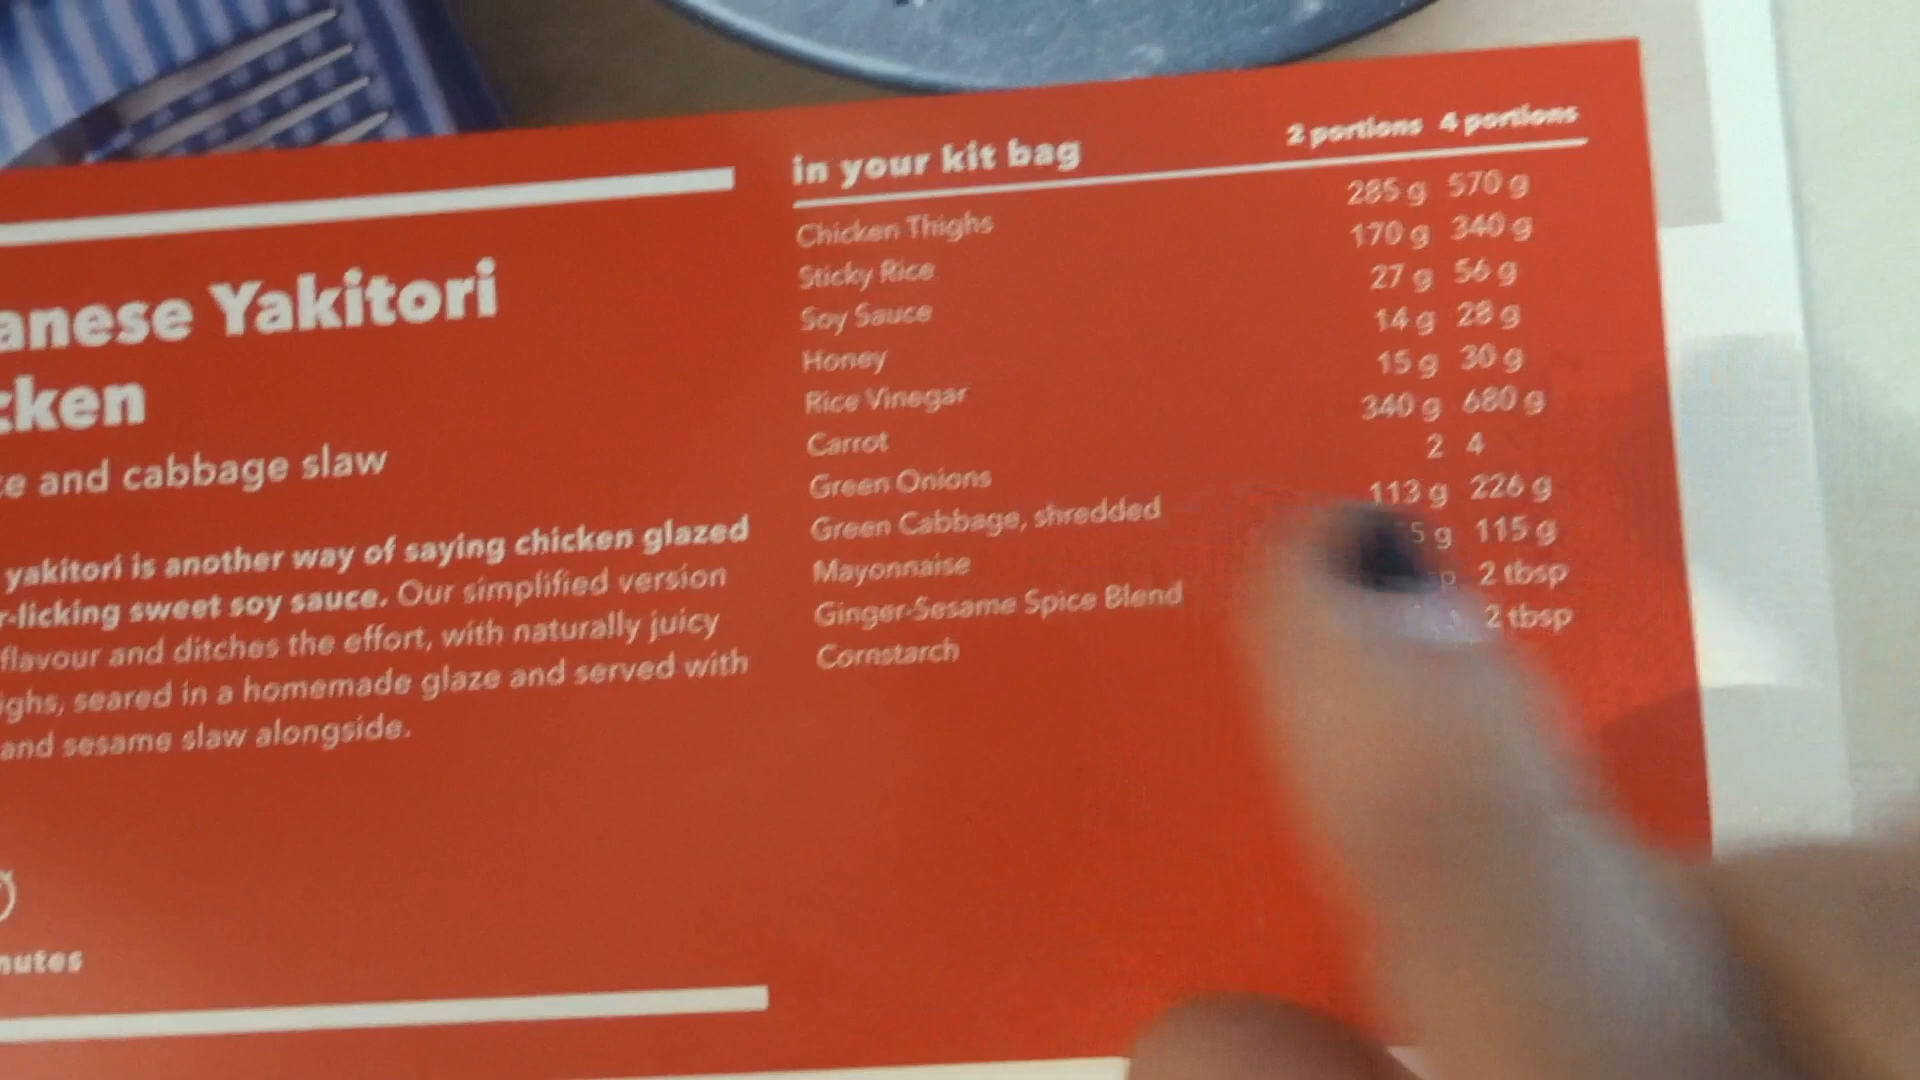 anese Yakitori
cken
e and cabbage slaw
yakitori is another way of saying chicken glazed
r-licking sweet soy sauce. Our simplified version
flavour and ditches the effort, with naturally juicy
ighs, seared in a homemade glaze and served with
and sesame slaw alongside.
nutes
in your kit bag 2 portions 4 portions
Chicken Thighs 285 g 570 g
Sticky Rice 170 g 340 g
Soy Sauce 27 g 56 g
Honey 14 g 28 g
Rice Vinegar 15 g 30 g
Carrot 340 g 680 g
Green Onions 2 4
Green Cabbage, shredded 113 g 226 g
Mayonnaise 5 g 115 g
Ginger-Sesame Spice Blend p 2 tbsp
Cornstarch 2 tbsp